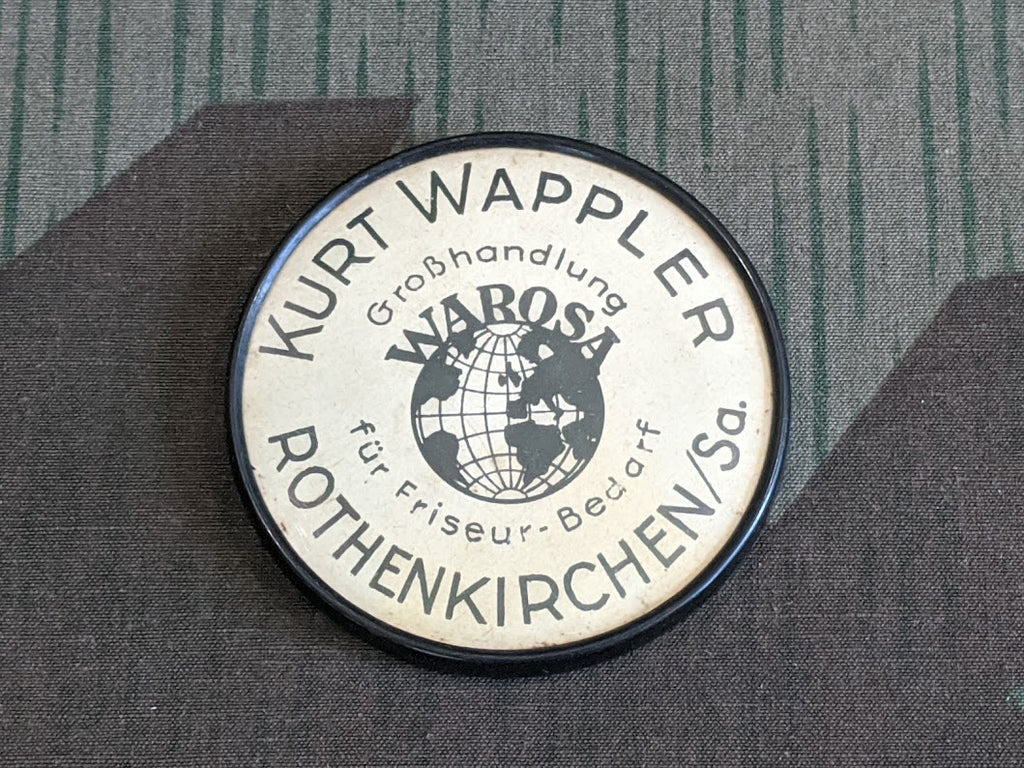 KURT WAPPLER
Großhandlung
WAROSA
für Friseur-Bedarf
ROTHENKIRCHEN/Sa.